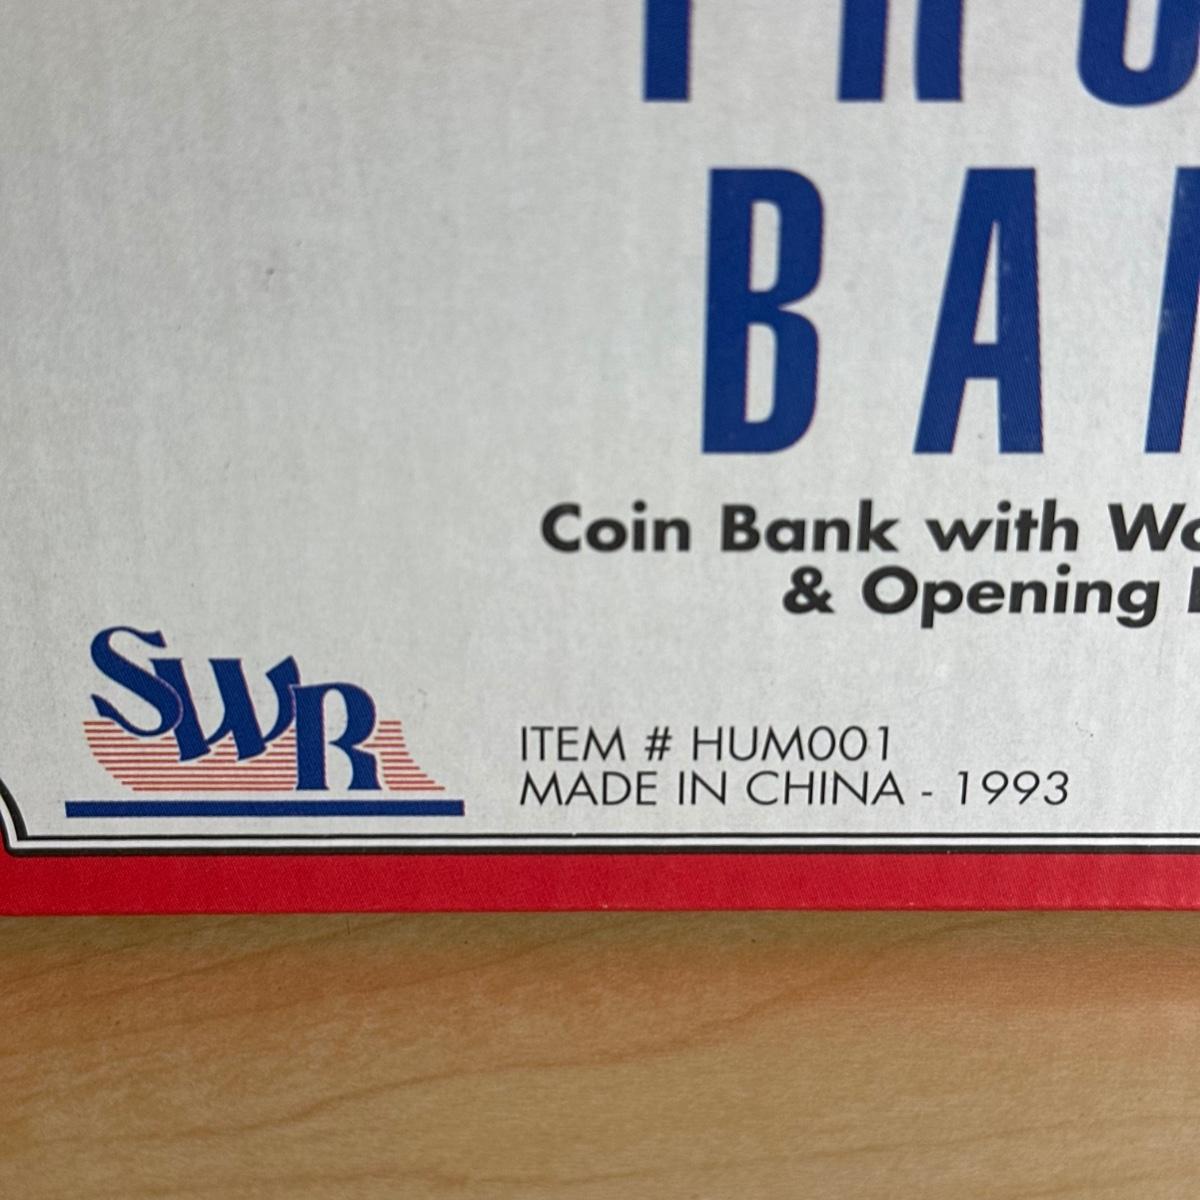 BA
Coin Bank with
& Opening
SWR
ITEM # HUM001
MADE IN CHINA - 1993